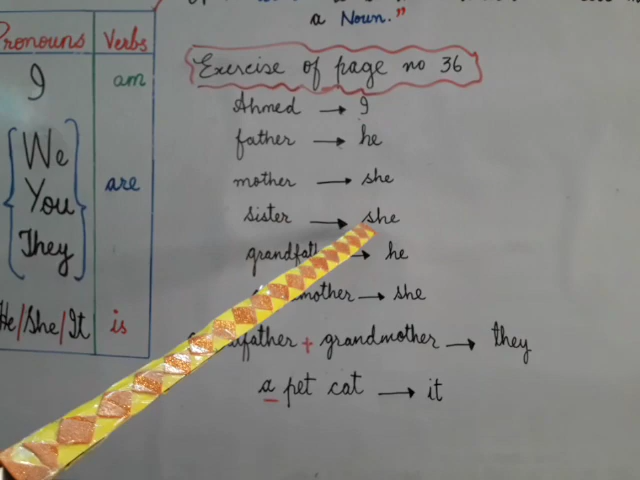 a Noun."
Pronouns Verbs
I am
We
You are
They
He/She/It is
Exercise of page no 36
Ahmed → I
father → he
mother → she
sister → she
→ he
→ she
+ grandmother → they
a pet cat → it